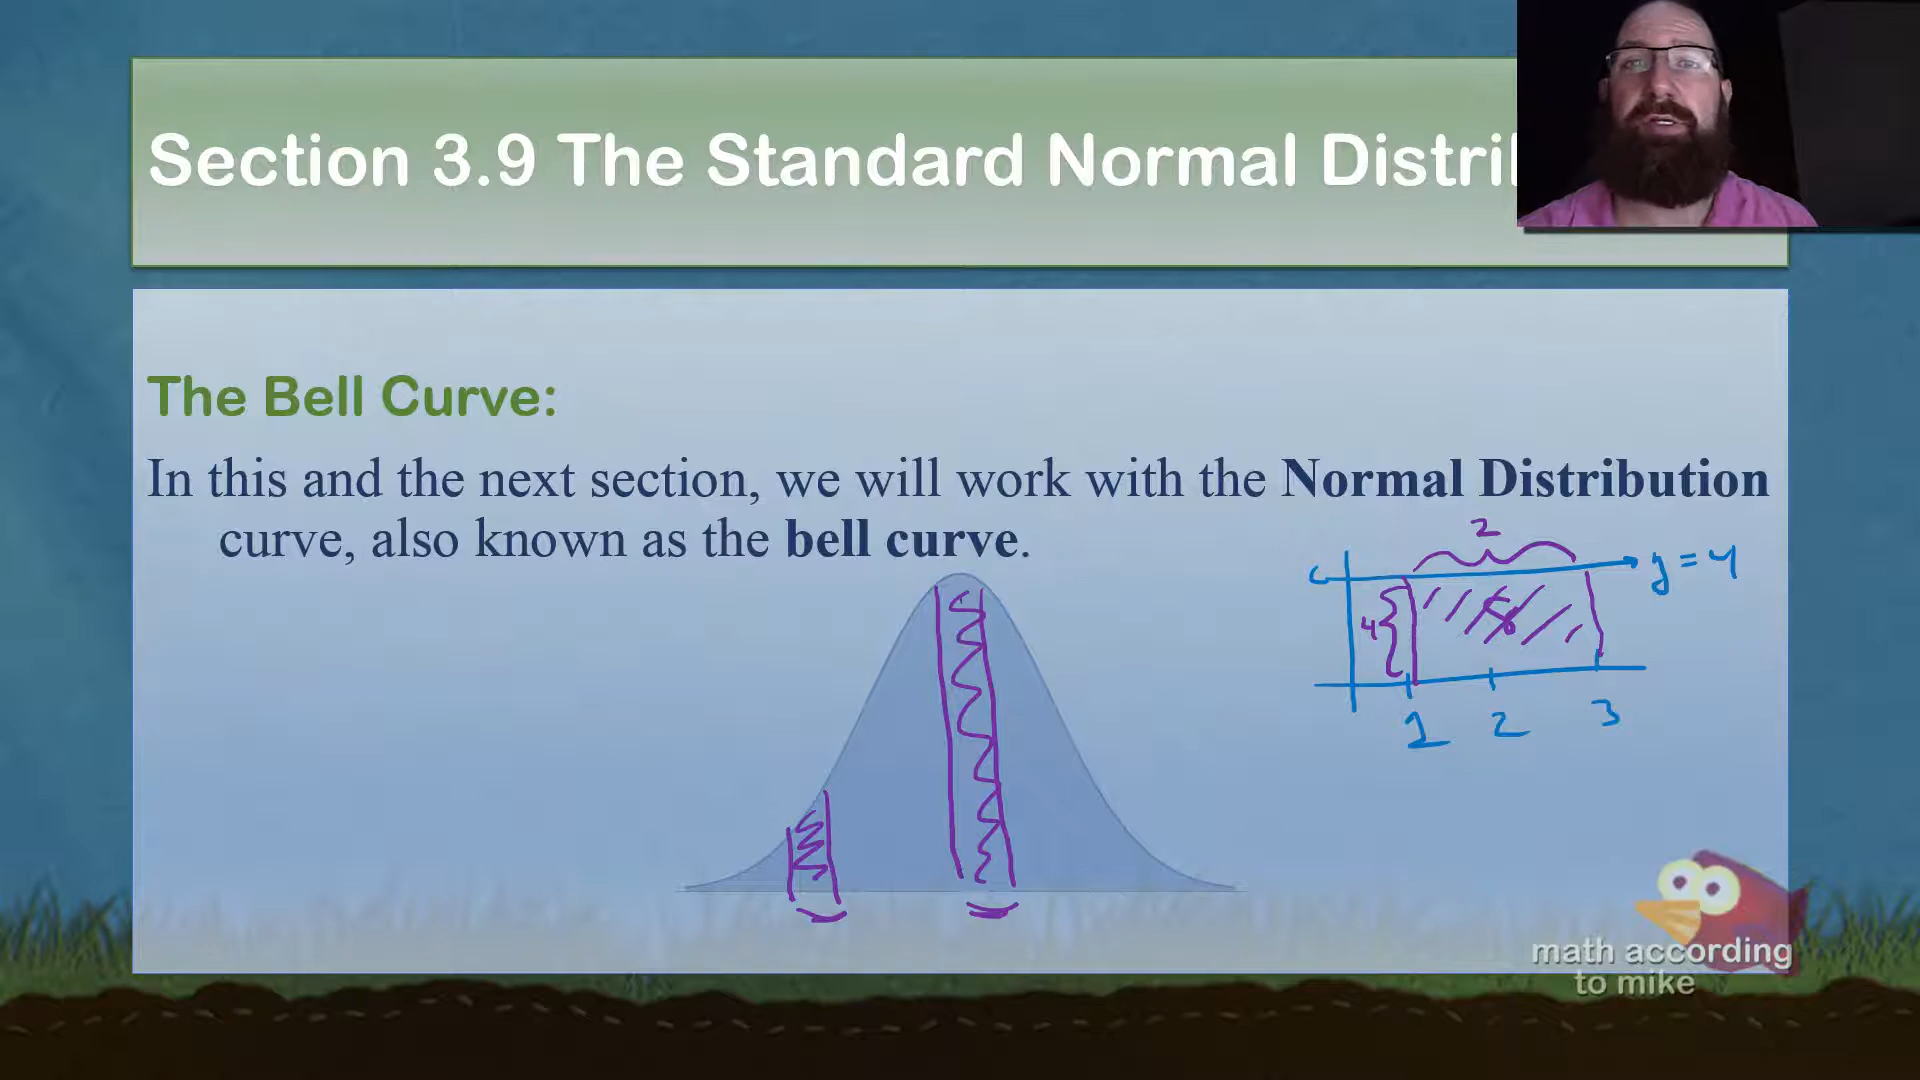 Section 3.9 The Standard Normal Distri
The Bell Curve:
In this and the next section, we will work with the Normal Distribution
curve, also known as the bell curve.
2
y = 4
4
1 2 3
math according
to mike